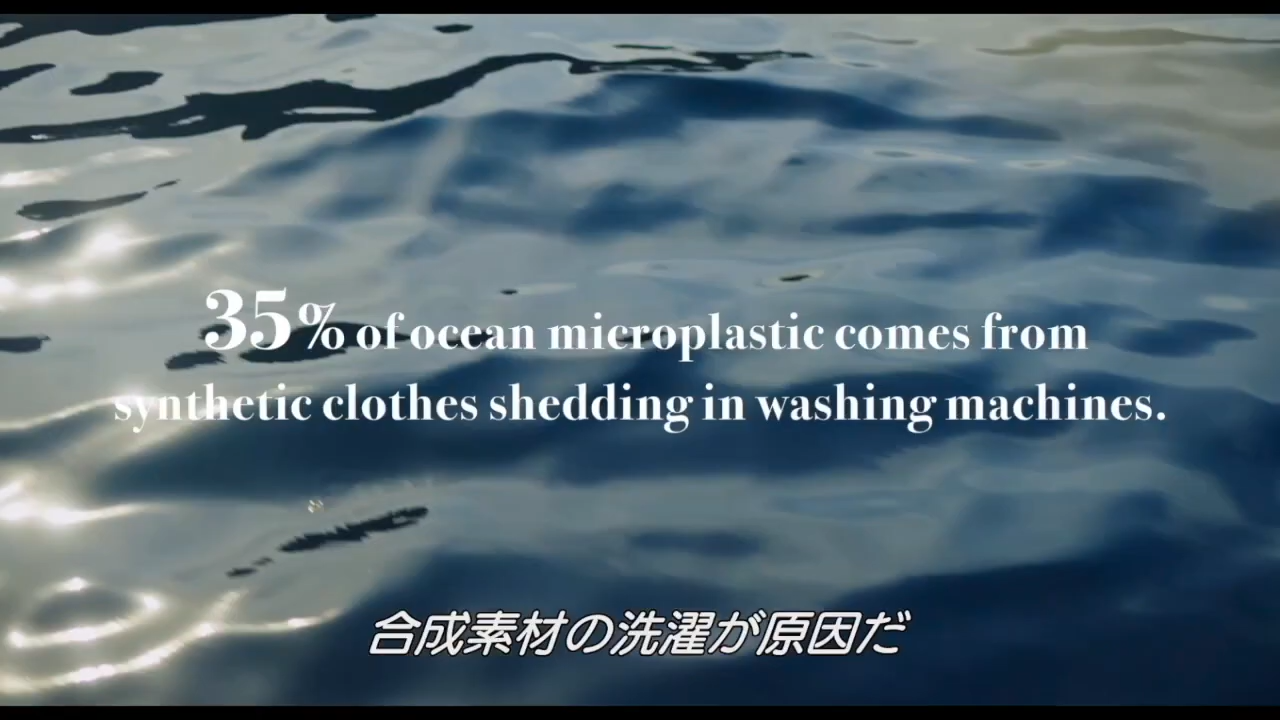 35% of ocean microplastic comes from
synthetic clothes shedding in washing machines.
合成素材の洗濯が原因だ